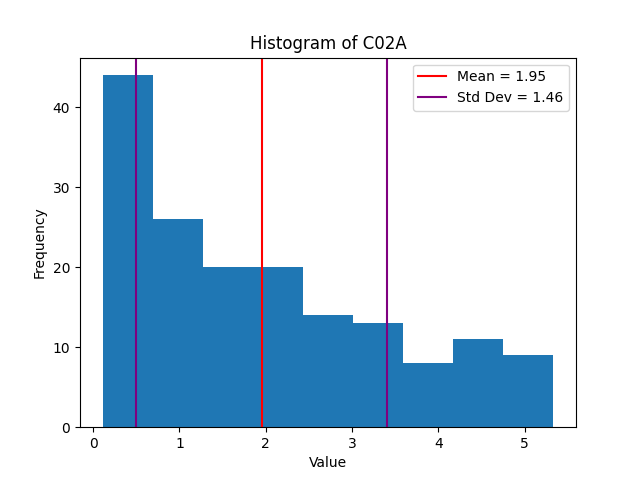 Histogram of C02A
Mean = 1.95
Std Dev = 1.46
Frequency
40
30
20
10
0
0 1 2 3 4 5
Value